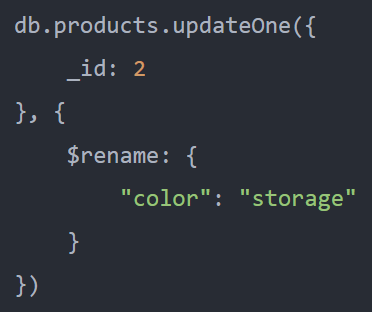 db.products.updateOne({
    _id: 2
}, {
    $rename: {
        "color": "storage"
    }
})